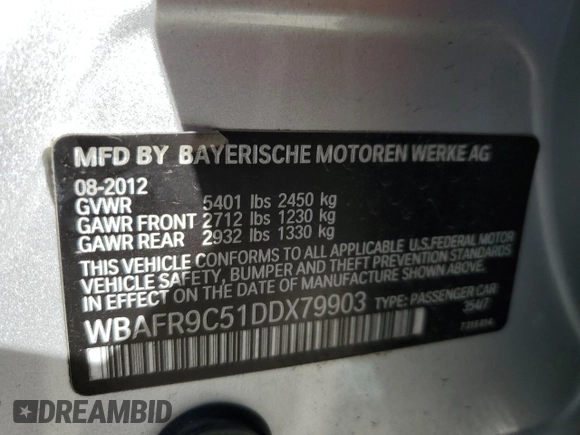 MFD BY BAYERISCHE MOTOREN WERKE AG
08-2012
GVWR 5401 lbs 2450 kg
GAWR FRONT 2712 lbs 1230 kg
GAWR REAR 2932 lbs 1330 kg
THIS VEHICLE CONFORMS TO ALL APPLICABLE U.S.FEDERAL MOTOR
VEHICLE SAFETY, BUMPER AND THEFT PREVENTION STANDARDS
IN EFFECT ON THE DATE OF MANUFACTURE SHOWN ABOVE.
WBAFR9C51DDX79903 TYPE: PASSENGER CAR
DREAMBID